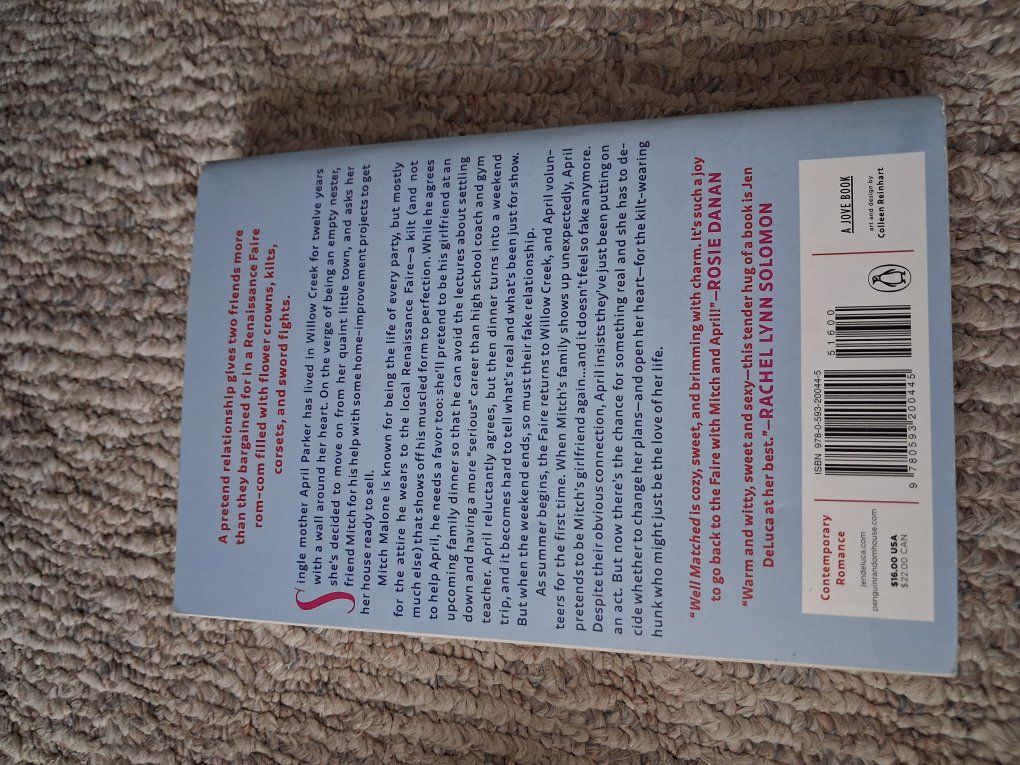 A pretend relationship gives two friends more
than they bargained for in a Renaissance Faire
rom-com filled with flower crowns, kilts,
corsets, and sword fights.
Single mother April Parker has lived in Willow Creek for twelve years
with a wall around her heart. On the verge of being an empty nester,
she's decided to move on from her quaint little town, and asks her
friend Mitch for his help with some home-improvement projects to get
her house ready to sell.
Mitch Malone is known for being the life of every party, but mostly
for the attire he wears to the local Renaissance Faire—a kilt (and not
much else) that shows off his muscled form to perfection. While he agrees
to help April, he needs a favor too: she'll pretend to be his girlfriend at an
upcoming family dinner so that he can avoid the lectures about settling
down and having a more "serious" career than high school coach and gym
teacher. April reluctantly agrees, but then dinner turns into a weekend
trip, and it becomes hard to tell what's real and what's been just for show.
But when the weekend ends, so must their fake relationship.
As summer begins, the Faire returns to Willow Creek, and April volun-
teers for the first time. When Mitch's family shows up unexpectedly, April
pretends to be Mitch's girlfriend again...and it doesn't feel so fake anymore.
Despite their obvious connection, April insists they've just been putting on
an act. But now there's the chance for something real and she has to de-
cide whether to change her plans—and open her heart—for the kilt-wearing
hunk who might just be the love of her life.
"Well Matched is cozy, sweet, and brimming with charm. It's such a joy
to go back to the Faire with Mitch and April!"—ROSIE DANAN
"Warm and witty, sweet and sexy—this tender hug of a book is Jen
DeLuca at her best."—RACHEL LYNN SOLOMON
Contemporary
Romance
jendeluca.com
penguinrandomhouse.com
$16.00 USA
$22.00 CAN
ISBN 978-0-593-20044-5
51600
9 780593 200445
A JOVE BOOK
art and design by
Colleen Reinhart